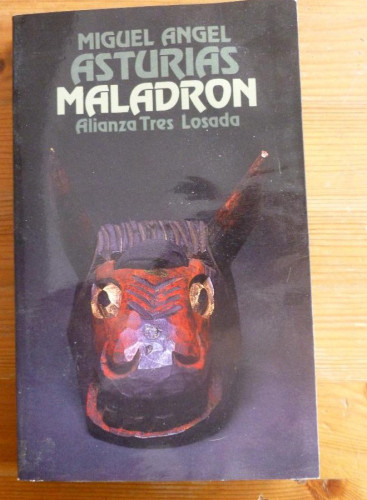 MIGUEL ANGEL
ASTURIAS
MALADRON
Alianza Tres Losada